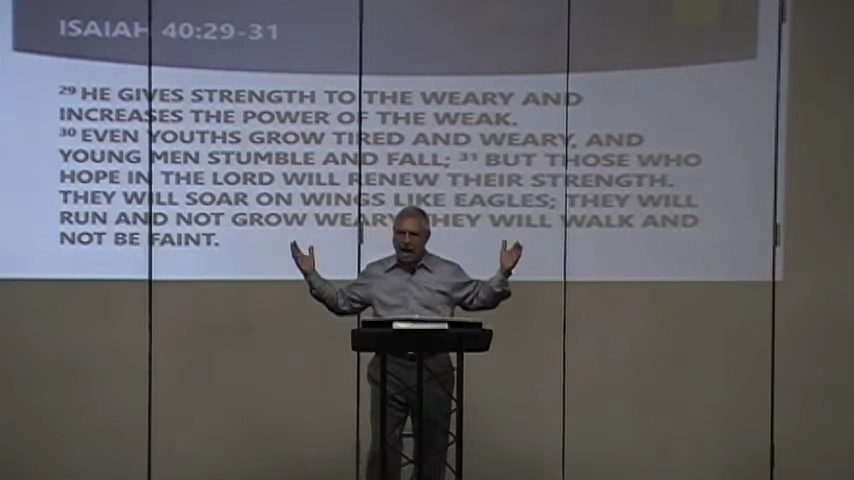 ISAIAH 40:29-31
29 HE GIVES STRENGTH TO THE WEARY AND
INCREASES THE POWER OF THE WEAK.
30 EVEN YOUTHS GROW TIRED AND WEARY, AND
YOUNG MEN STUMBLE AND FALL; 31 BUT THOSE WHO
HOPE IN THE LORD WILL RENEW THEIR STRENGTH.
THEY WILL SOAR ON WINGS LIKE EAGLES; THEY WILL
RUN AND NOT GROW WEARY, THEY WILL WALK AND
NOT BE FAINT.